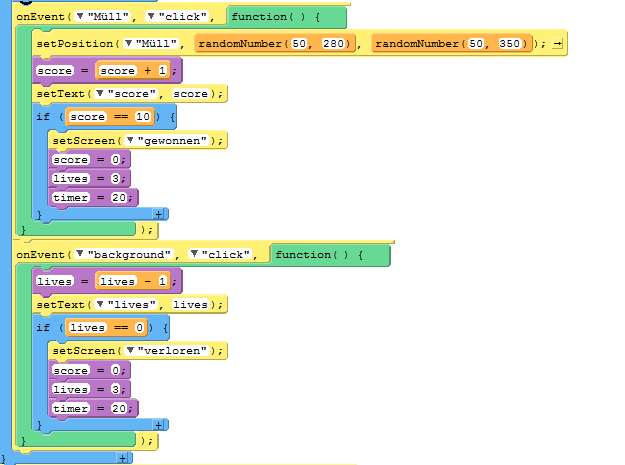 onEvent( ▼"Müll", ▼"click", function( ) {
setPosition( ▼"Müll", randomNumber(50, 280), randomNumber(50, 350)); →
score = score + 1;
setText( ▼"score", score);
if ( score == 10 ) {
setScreen( ▼"gewonnen");
score = 0;
lives = 3;
timer = 20;
} +
} );
onEvent( ▼"background", ▼"click", function( ) {
lives = lives - 1;
setText( ▼"lives", lives);
if ( lives == 0 ) {
setScreen( ▼"verloren");
score = 0;
lives = 3;
timer = 20;
} +
} );
} +